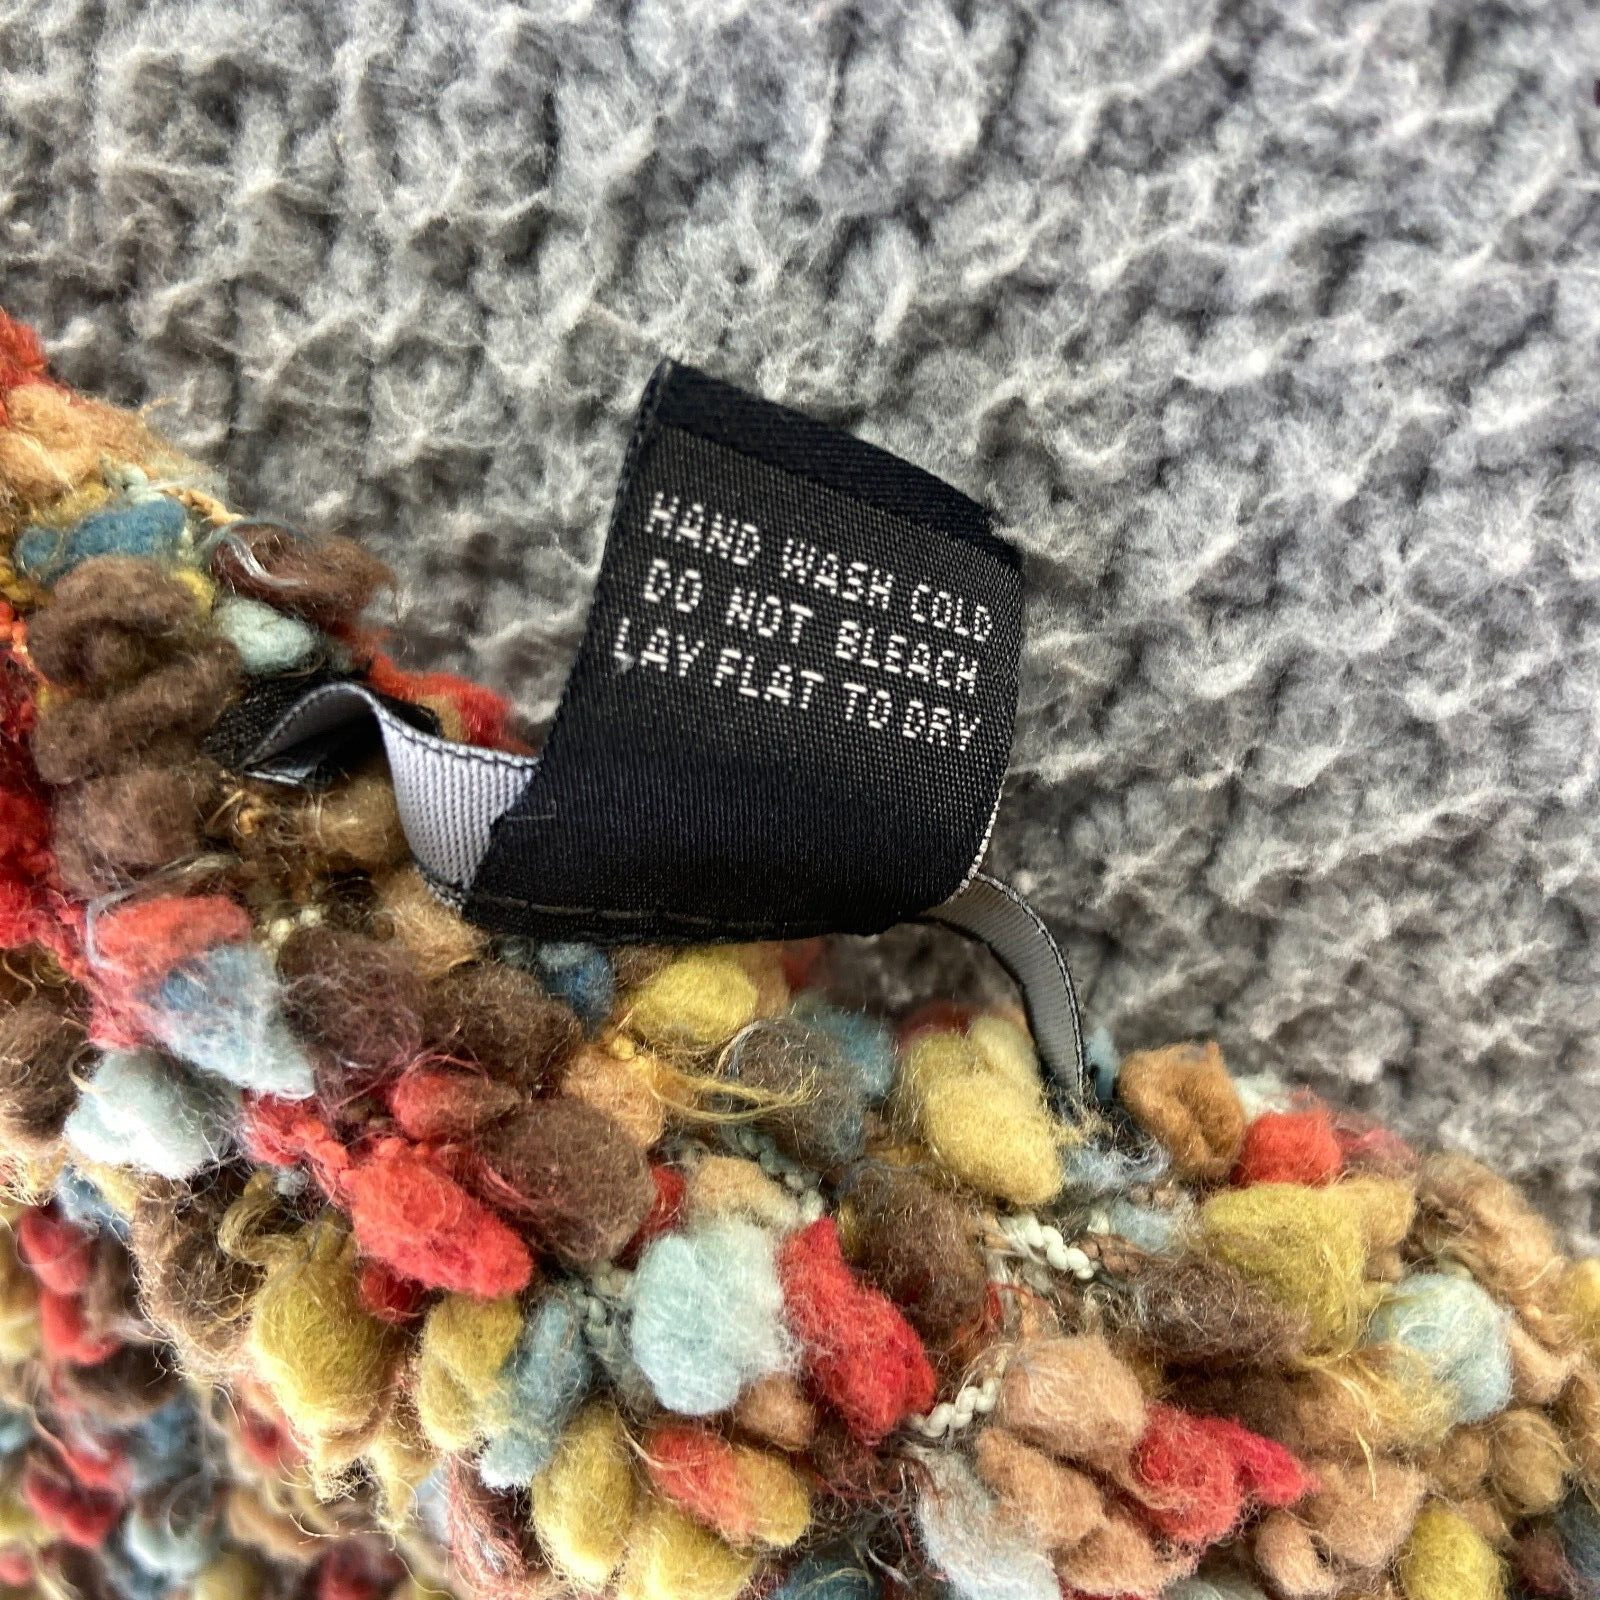 HAND WASH COLD
DO NOT BLEACH
LAY FLAT TO DRY